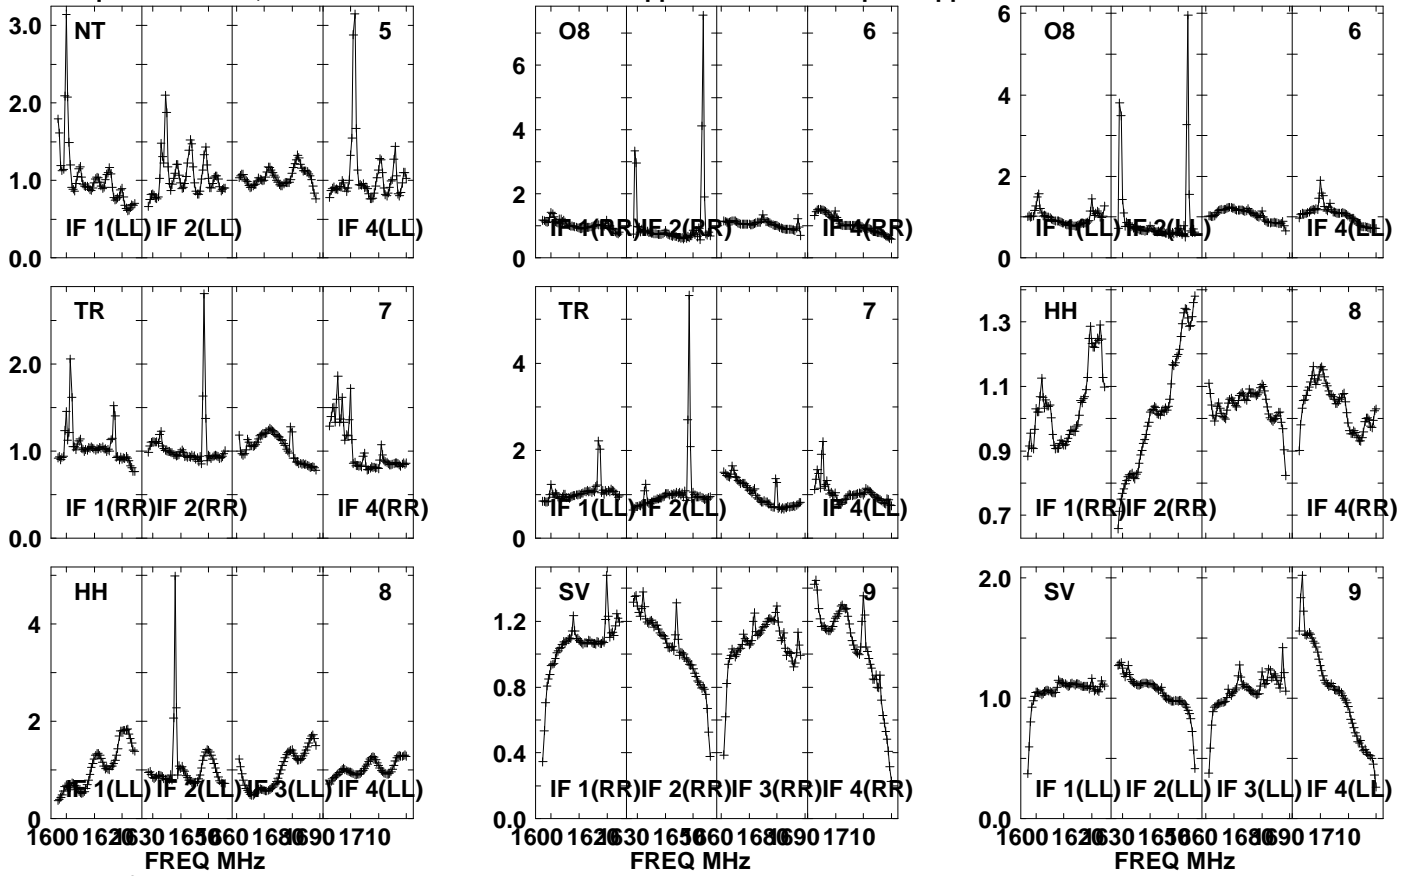 NT 5 O8 6 O8 6
3.0 6 6
2.0 4 4
1.0 2 2
IF 1(LL) IF 2(LL) IF 4(LL) IF 1(RR) IF 2(RR) IF 4(RR) IF 1(LL) IF 2(LL) IF 4(LL)
0.0 0 0
TR 7 TR 7 HH 8
2.0 4 1.3
1.0 2 1.1
0.9
IF 1(RR) IF 2(RR) IF 4(RR) IF 1(LL) IF 2(LL) IF 4(LL) IF 1(RR) IF 2(RR) IF 4(RR)
0.7
0.0 0
HH 8 SV 9 SV 9
4 1.2 2.0
2 0.8 1.0
0.4
IF 1(LL) IF 2(LL) IF 3(LL) IF 4(LL) IF 1(RR) IF 2(RR) IF 3(RR) IF 4(RR) IF 1(LL) IF 2(LL) IF 3(LL) IF 4(LL)
0 0.0 0.0
1600 1620 1630 1650 1660 1680 1690 1710 1600 1620 1630 1650 1660 1680 1690 1710 1600 1620 1630 1650 1660 1680 1690 1710
FREQ MHz FREQ MHz FREQ MHz